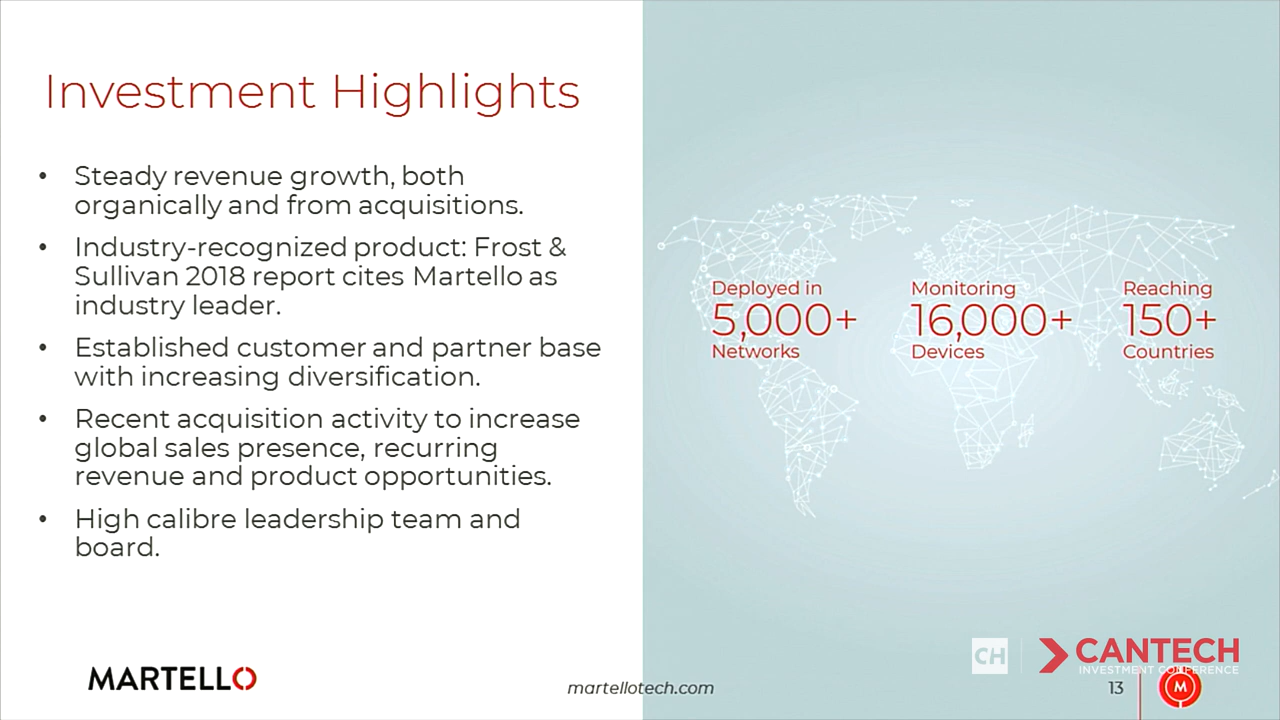 Investment Highlights
• Steady revenue growth, both
organically and from acquisitions.
• Industry-recognized product: Frost &
Sullivan 2018 report cites Martello as
industry leader.
• Established customer and partner base
with increasing diversification.
• Recent acquisition activity to increase
global sales presence, recurring
revenue and product opportunities.
• High calibre leadership team and
board.
Deployed in
5,000+
Networks
Monitoring
16,000+
Devices
Reaching
150+
Countries
MARTELLO
martellotech.com
CH
CANTECH
INVESTMENT CONFERENCE
13
M